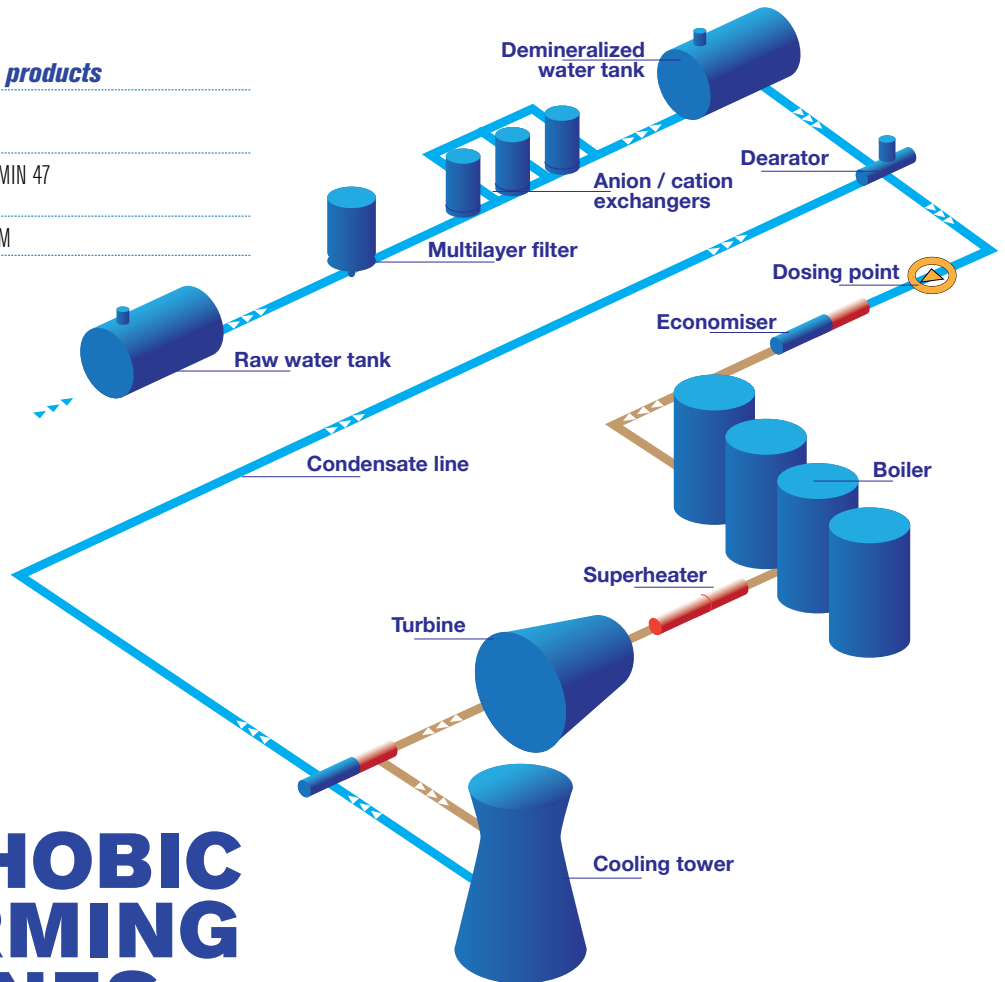 products
MIN 47
M
Demineralized
water tank
Dearator
Anion / cation
exchangers
Multilayer filter
Dosing point
Economiser
Raw water tank
Condensate line
Boiler
Superheater
Turbine
Cooling tower
HOBIC
RMING